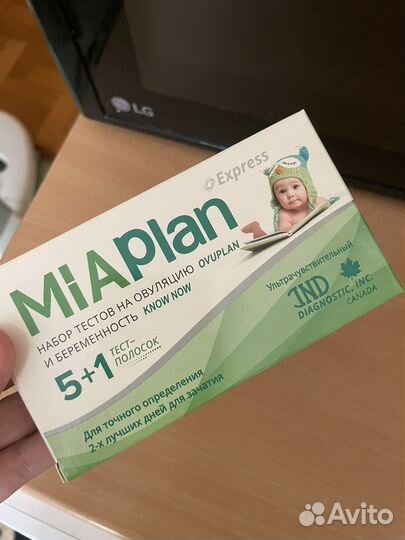 LG
Express
MiAPlan
НАБОР ТЕСТОВ НА ОВУЛЯЦИЮ OVUPLAN
И БЕРЕМЕННОСТЬ KNOW NOW
5+1 ТЕСТ–
ПОЛОСОК
Для точного определения
2-х лучших дней для зачатия
Ультрачувствительный
IND
DIAGNOSTIC, INC.
CANADA
Avito